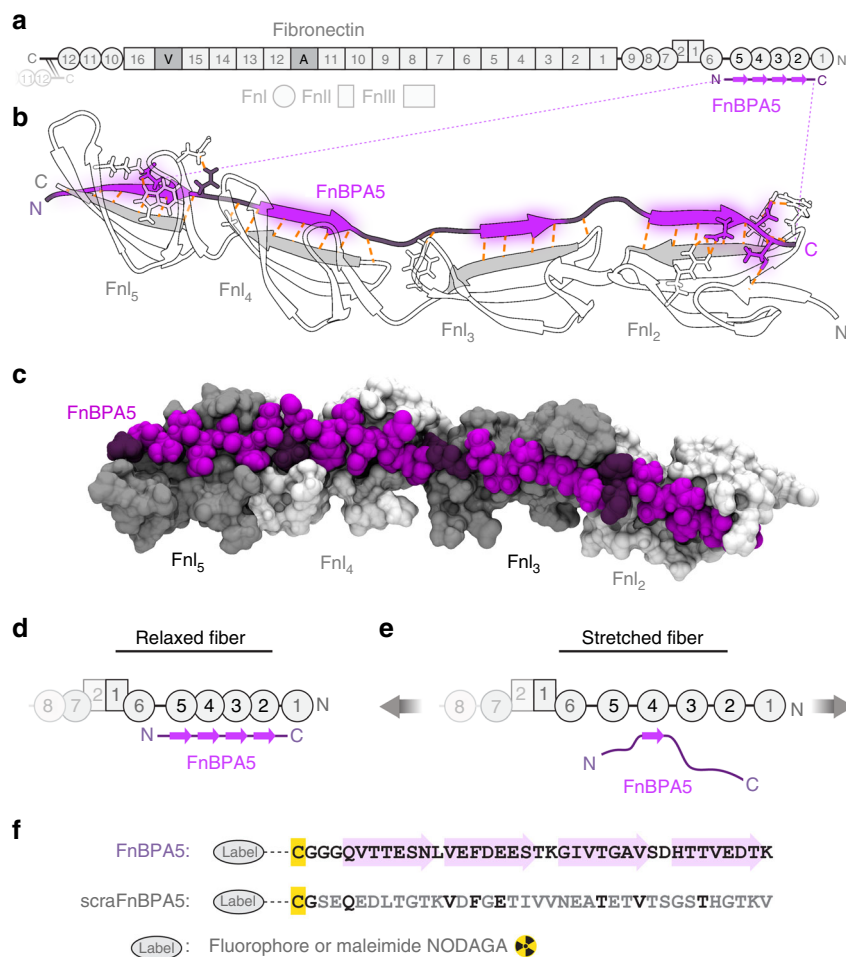 a
Fibronectin
C 12 11 10 16 V 15 14 13 12 A 11 10 9 8 7 6 5 4 3 2 1 9 8 7 2 1 6 5 4 3 2 1 N
11 12 C
N C
FnI FnII FnIII
FnBPA5
b
FnBPA5
C
N
C
FnI5
FnI4
FnI3
FnI2
N
c
FnBPA5
FnI5
FnI4
FnI3
FnI2
d
Relaxed fiber
8 7 2 1 6 5 4 3 2 1 N
N C
FnBPA5
e
Stretched fiber
8 7 2 1 6 5 4 3 2 1 N
N
C
FnBPA5
f
FnBPA5: Label CGGGQVTTESNLVEFDEESTKGIVTGAVSDHTTVEDTK
scraFnBPA5: Label CGSEQEDLTGTKVDFGETIVVNEATETVTSGSTHGTKV
Label : Fluorophore or maleimide NODAGA